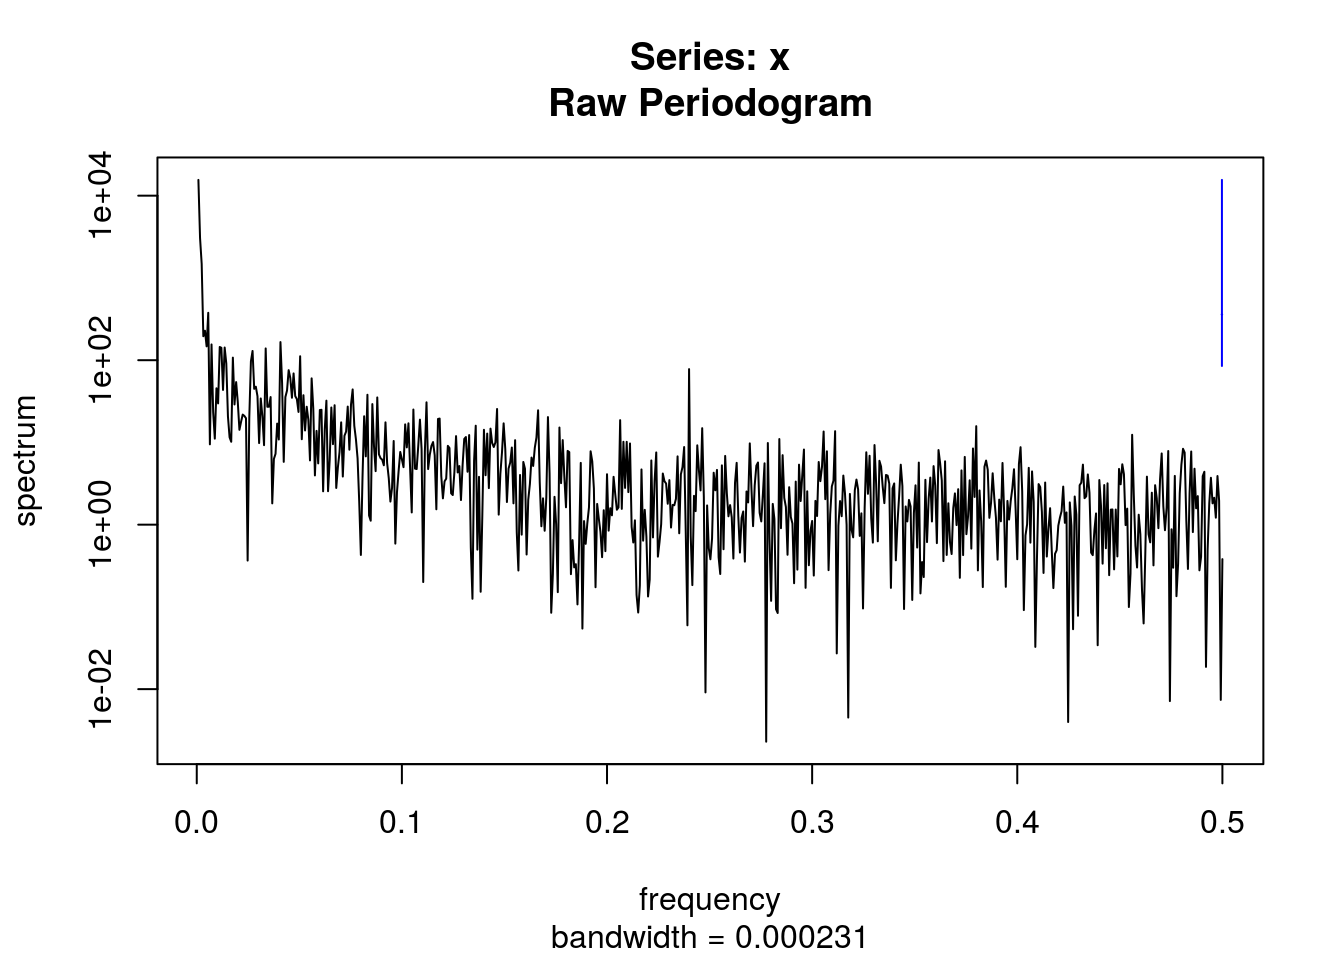 Series: x
Raw Periodogram
spectrum
1e+04
1e+02
1e+00
1e-02
0.0 0.1 0.2 0.3 0.4 0.5
frequency
bandwidth = 0.000231